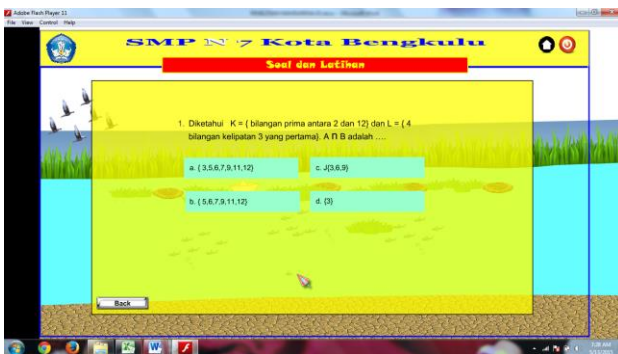 Adobe Flash Player 11
File View Control Help
SMP N 7 Kota Bengkulu
Soal dan Latihan
1. Diketahui K = { bilangan prima antara 2 dan 12} dan L = { 4
bilangan kelipatan 3 yang pertama}. A ∩ B adalah ....
a. { 3,5,6,7,9,11,12}
c. J{3,6,9}
b. { 5,6,7,9,11,12}
d. {3}
Back